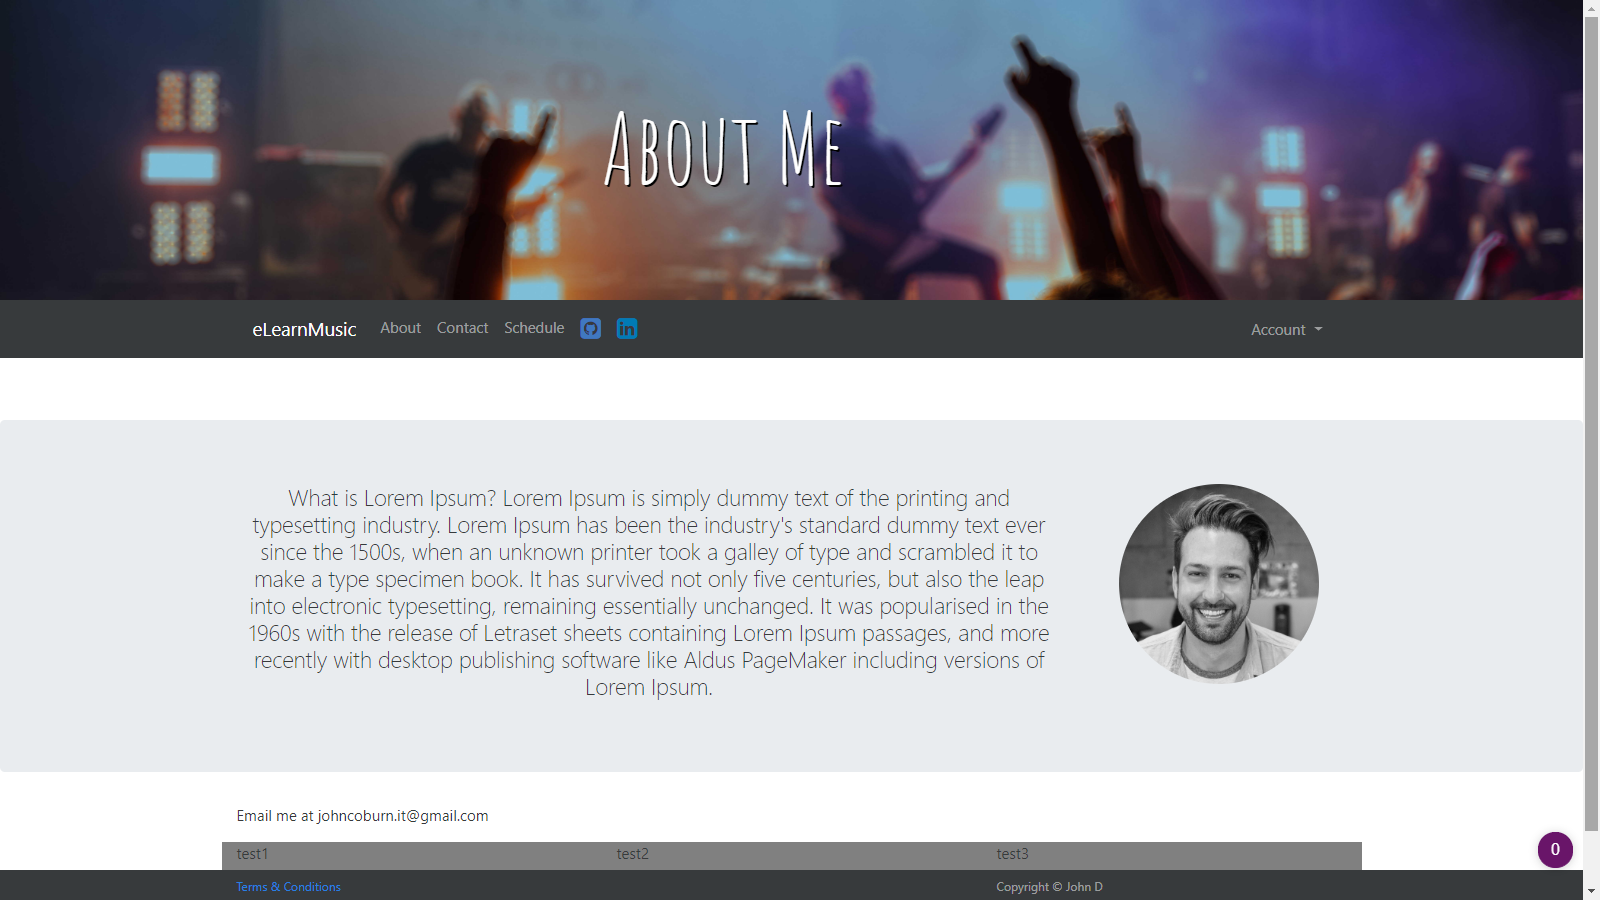 About Me
eLearnMusic About Contact Schedule in Account
What is Lorem Ipsum? Lorem Ipsum is simply dummy text of the printing and
typesetting industry. Lorem Ipsum has been the industry's standard dummy text ever
since the 1500s, when an unknown printer took a galley of type and scrambled it to
make a type specimen book. It has survived not only five centuries, but also the leap
into electronic typesetting, remaining essentially unchanged. It was popularised in the
1960s with the release of Letraset sheets containing Lorem Ipsum passages, and more
recently with desktop publishing software like Aldus PageMaker including versions of
Lorem Ipsum.
Email me at johncoburn.it@gmail.com
test1 test2 test3
0
Terms & Conditions Copyright © John D